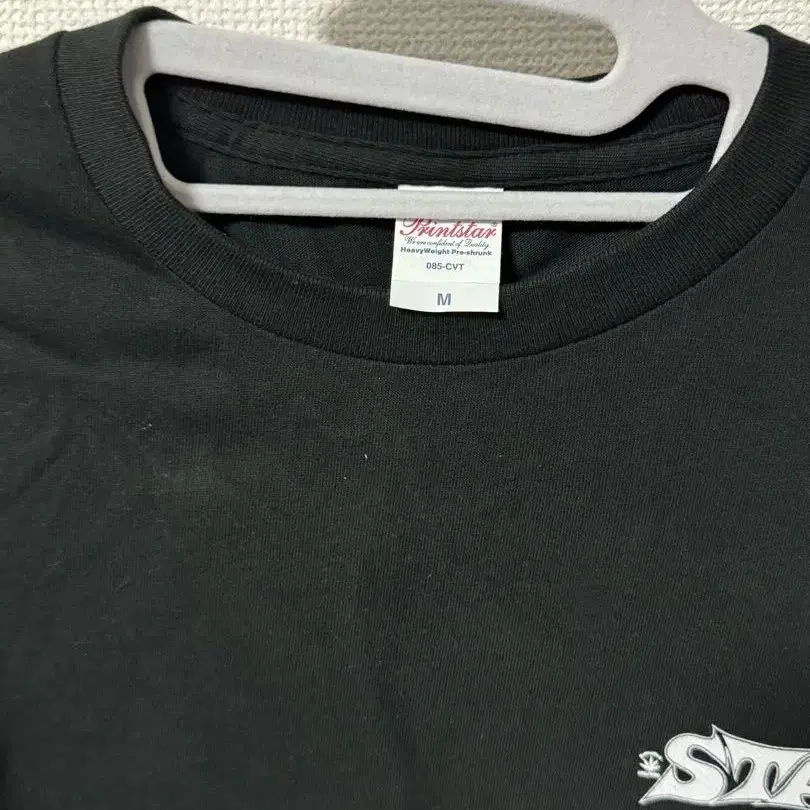 Printstar
We are confident of Quality.
HeavyWeight Pre-shrunk
085-CVT
M